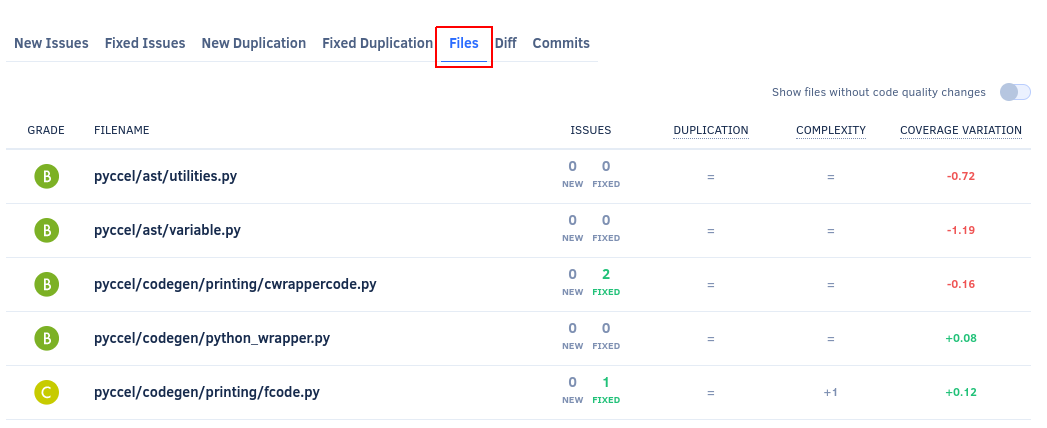 New Issues Fixed Issues New Duplication Fixed Duplication Files Diff Commits
Show files without code quality changes
GRADE FILENAME ISSUES DUPLICATION COMPLEXITY COVERAGE VARIATION
B pyccel/ast/utilities.py 0 NEW 0 FIXED = = -0.72
B pyccel/ast/variable.py 0 NEW 0 FIXED = = -1.19
B pyccel/codegen/printing/cwrappercode.py 0 NEW 2 FIXED = = -0.16
B pyccel/codegen/python_wrapper.py 0 NEW 0 FIXED = = +0.08
C pyccel/codegen/printing/fcode.py 0 NEW 1 FIXED = +1 +0.12